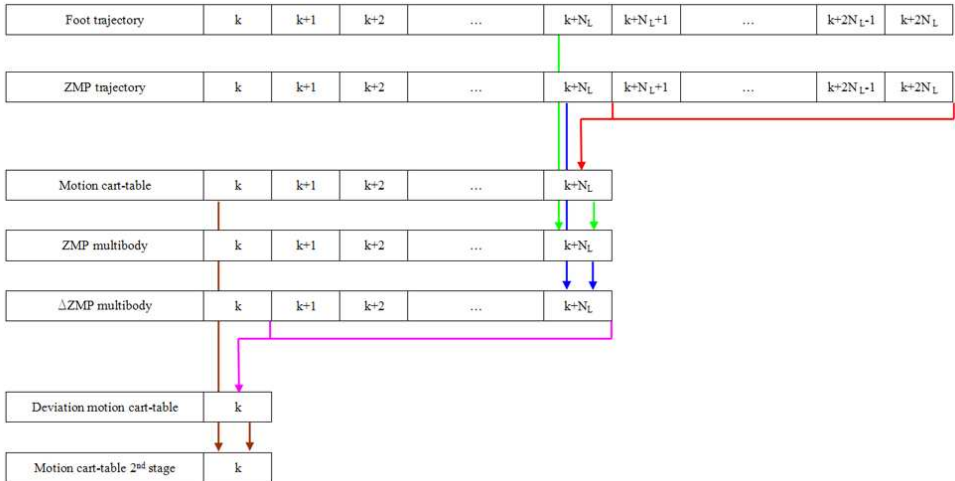 Foot trajectory k k+1 k+2 ... k+N_L k+N_L+1 ... k+2N_L-1 k+2N_L
ZMP trajectory k k+1 k+2 ... k+N_L k+N_L+1 ... k+2N_L-1 k+2N_L
Motion cart-table k k+1 k+2 ... k+N_L
ZMP multibody k k+1 k+2 ... k+N_L
ΔZMP multibody k k+1 k+2 ... k+N_L
Deviation motion cart-table k
Motion cart-table 2nd stage k